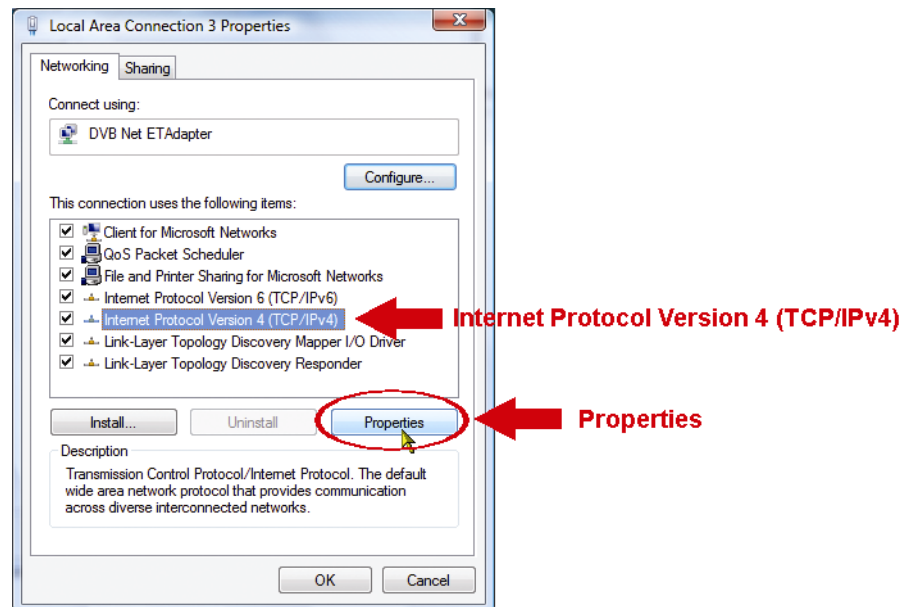 Local Area Connection 3 Properties
Networking
Sharing
Connect using:
DVB Net ETAdapter
Configure...
This connection uses the following items:
Client for Microsoft Networks
QoS Packet Scheduler
File and Printer Sharing for Microsoft Networks
Internet Protocol Version 6 (TCP/IPv6)
Internet Protocol Version 4 (TCP/IPv4)
Internet Protocol Version 4 (TCP/IPv4)
Link-Layer Topology Discovery Mapper I/O Driver
Link-Layer Topology Discovery Responder
Install...
Uninstall
Properties
Properties
Description
Transmission Control Protocol/Internet Protocol. The default
wide area network protocol that provides communication
across diverse interconnected networks.
OK
Cancel